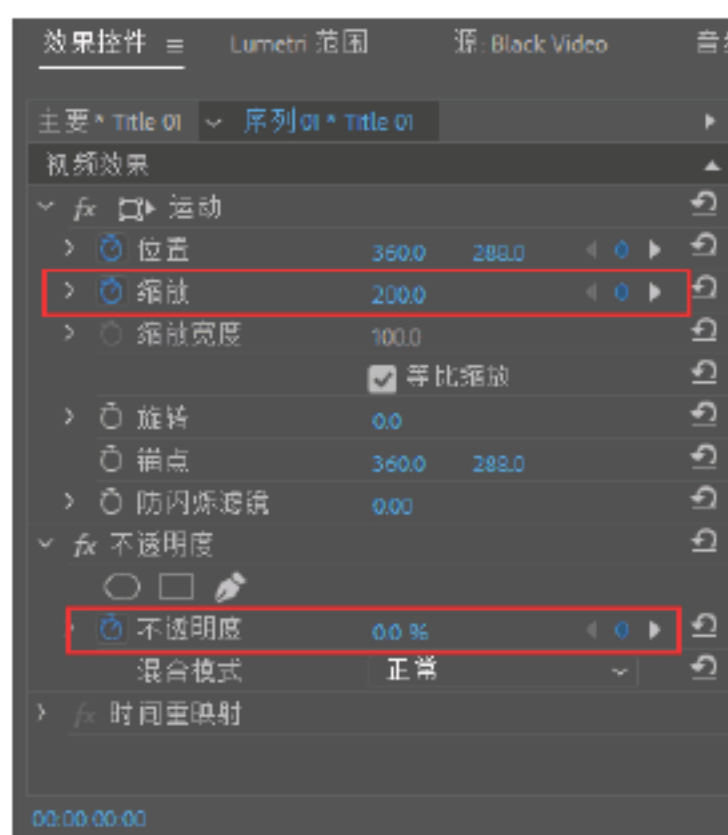 效果控件 Lumetri 范围 源: Black Video
主要 * Title 01 序列 01 * Title 01
视频效果
fx 运动
位置 360.0 288.0
缩放 200.0
缩放宽度 100.0
等比缩放
旋转 0.0
锚点 360.0 288.0
防闪烁滤镜 0.00
fx 不透明度
不透明度 0.0 %
混合模式 正常
fx 时间重映射
00:00:00:00